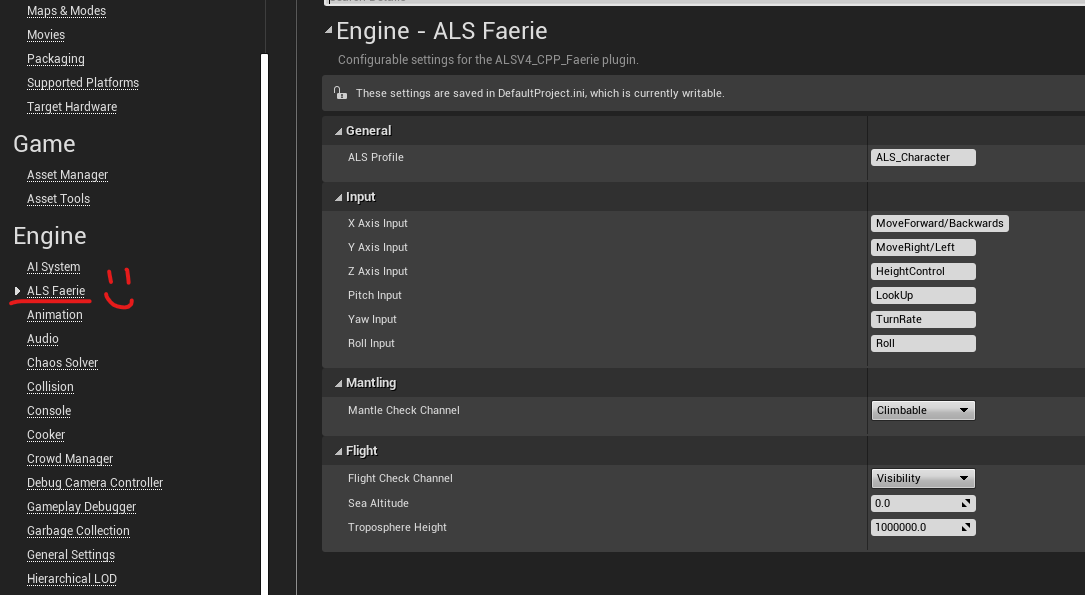 Maps & Modes
Movies
Packaging
Supported Platforms
Target Hardware
Game
Asset Manager
Asset Tools
Engine
AI System
ALS Faerie
Animation
Audio
Chaos Solver
Collision
Console
Cooker
Crowd Manager
Debug Camera Controller
Gameplay Debugger
Garbage Collection
General Settings
Hierarchical LOD
Engine - ALS Faerie
Configurable settings for the ALSV4_CPP_Faerie plugin.
These settings are saved in DefaultProject.ini, which is currently writable.
General
ALS Profile ALS_Character
Input
X Axis Input MoveForward/Backwards
Y Axis Input MoveRight/Left
Z Axis Input HeightControl
Pitch Input LookUp
Yaw Input TurnRate
Roll Input Roll
Mantling
Mantle Check Channel Climbable
Flight
Flight Check Channel Visibility
Sea Altitude 0.0
Troposphere Height 1000000.0